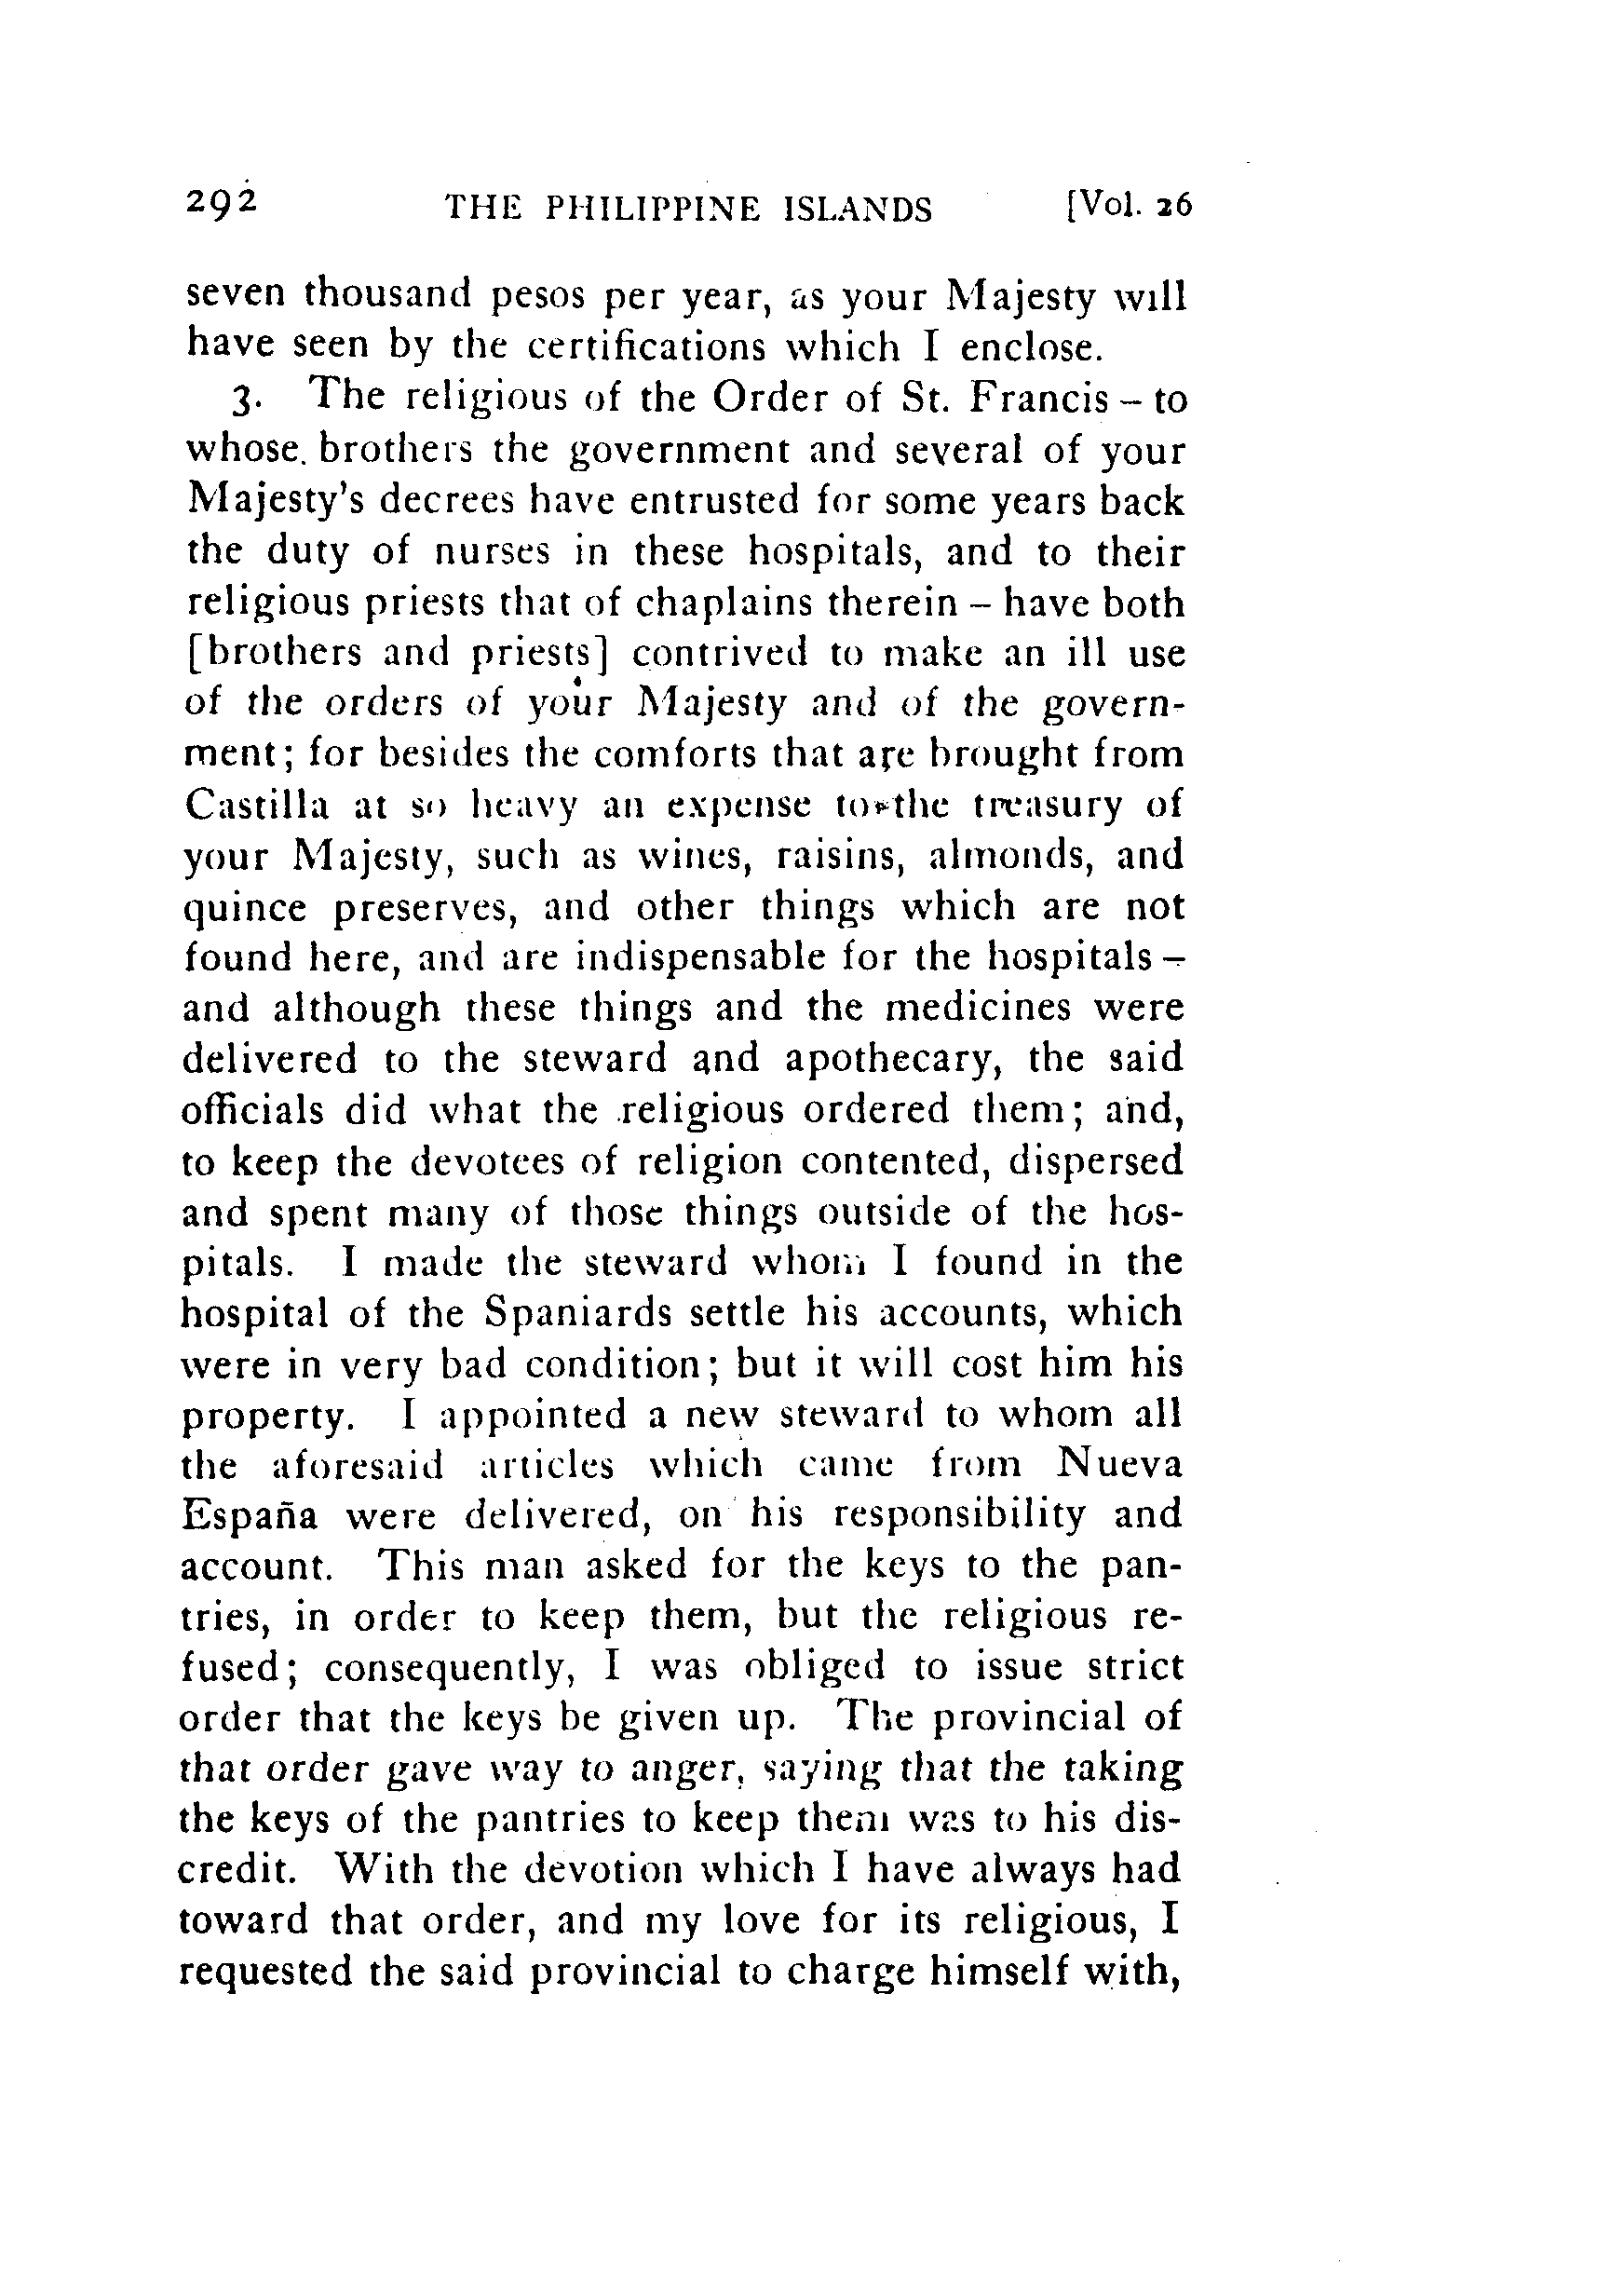 292 THE PHILIPPINE ISLANDS [Vol. 26
seven thousand pesos per year, as your Majesty will
have seen by the certifications which I enclose.
3. The religious of the Order of St. Francis – to
whose brothers the government and several of your
Majesty's decrees have entrusted for some years back
the duty of nurses in these hospitals, and to their
religious priests that of chaplains therein – have both
[brothers and priests] contrived to make an ill use
of the orders of your Majesty and of the govern-
ment; for besides the comforts that are brought from
Castilla at so heavy an expense to the treasury of
your Majesty, such as wines, raisins, almonds, and
quince preserves, and other things which are not
found here, and are indispensable for the hospitals –
and although these things and the medicines were
delivered to the steward and apothecary, the said
officials did what the religious ordered them; and,
to keep the devotees of religion contented, dispersed
and spent many of those things outside of the hos-
pitals. I made the steward whom I found in the
hospital of the Spaniards settle his accounts, which
were in very bad condition; but it will cost him his
property. I appointed a new steward to whom all
the aforesaid articles which came from Nueva
España were delivered, on his responsibility and
account. This man asked for the keys to the pan-
tries, in order to keep them, but the religious re-
fused; consequently, I was obliged to issue strict
order that the keys be given up. The provincial of
that order gave way to anger, saying that the taking
the keys of the pantries to keep them was to his dis-
credit. With the devotion which I have always had
toward that order, and my love for its religious, I
requested the said provincial to charge himself with,